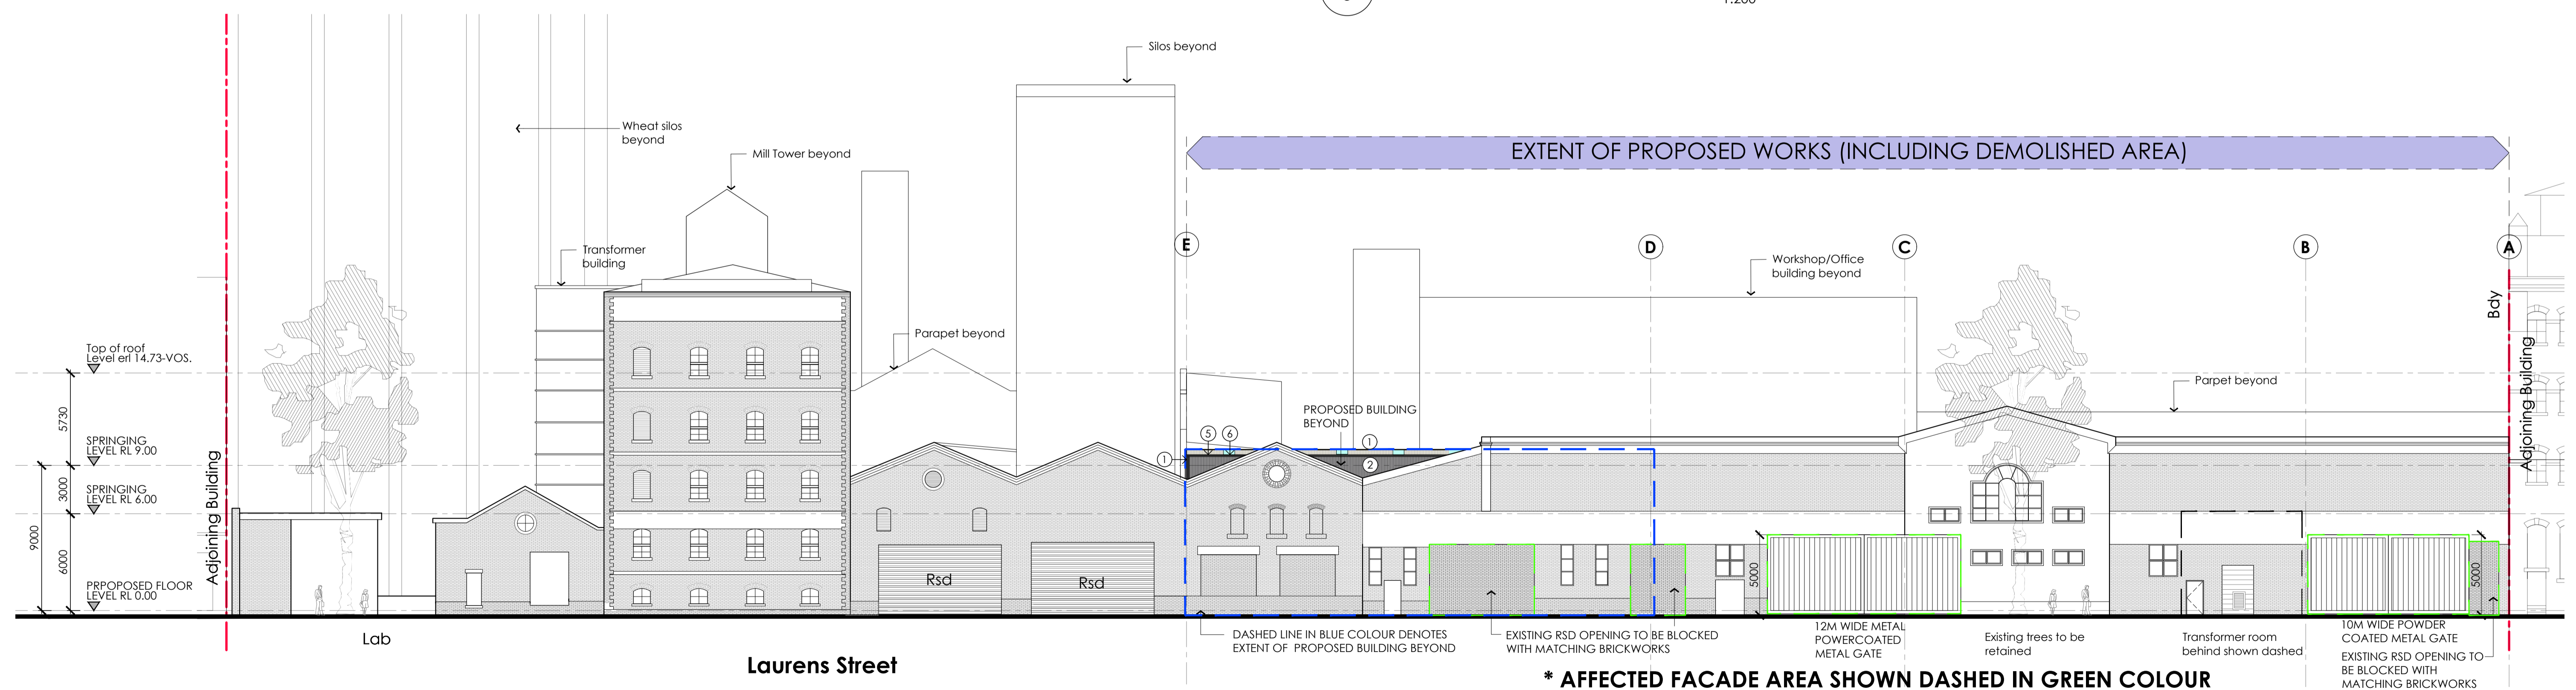 1:200
Silos beyond
Wheat silos
beyond
Mill Tower beyond
EXTENT OF PROPOSED WORKS (INCLUDING DEMOLISHED AREA)
Transformer
building
E
D
C
B
A
Workshop/Office
building beyond
Bdy
Parapet beyond
Top of roof
Level erl 14.73-VOS.
Parpet beyond
Adjoining Building
PROPOSED BUILDING
BEYOND
5730
5
6
1
1
2
SPRINGING
LEVEL RL 9.00
3000
SPRINGING
LEVEL RL 6.00
9000
6000
Adjoining Building
PRPOPOSED FLOOR
LEVEL RL 0.00
Rsd
Rsd
5000
5000
Lab
Laurens Street
DASHED LINE IN BLUE COLOUR DENOTES
EXTENT OF PROPOSED BUILDING BEYOND
EXISTING RSD OPENING TO BE BLOCKED
WITH MATCHING BRICKWORKS
12M WIDE METAL
POWERCOATED
METAL GATE
Existing trees to be
retained
Transformer room
behind shown dashed
10M WIDE POWDER
COATED METAL GATE
EXISTING RSD OPENING TO
BE BLOCKED WITH
MATCHING BRICKWORKS
* AFFECTED FACADE AREA SHOWN DASHED IN GREEN COLOUR